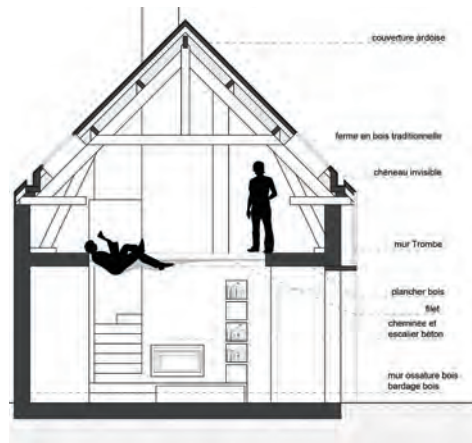 couverture ardoise
ferme en bois traditionnelle
chéneau invisible
mur Trombe
plancher bois
filet
cheminée et
escalier béton
mur ossature bois
bardage bois